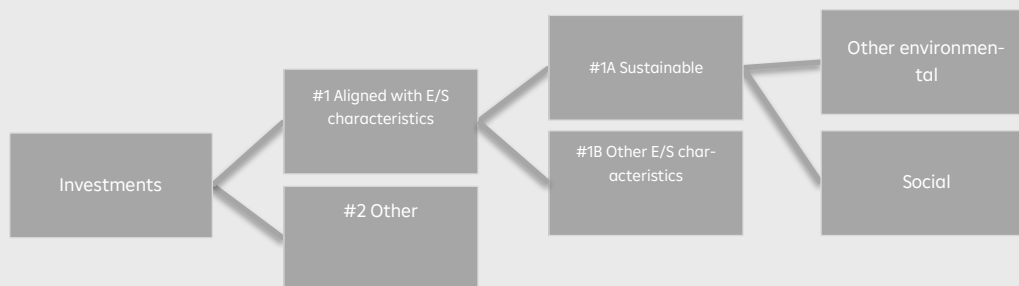 Investments
#1 Aligned with E/S
characteristics
#2 Other
#1A Sustainable
#1B Other E/S char-
acteristics
Other environmen-
tal
Social